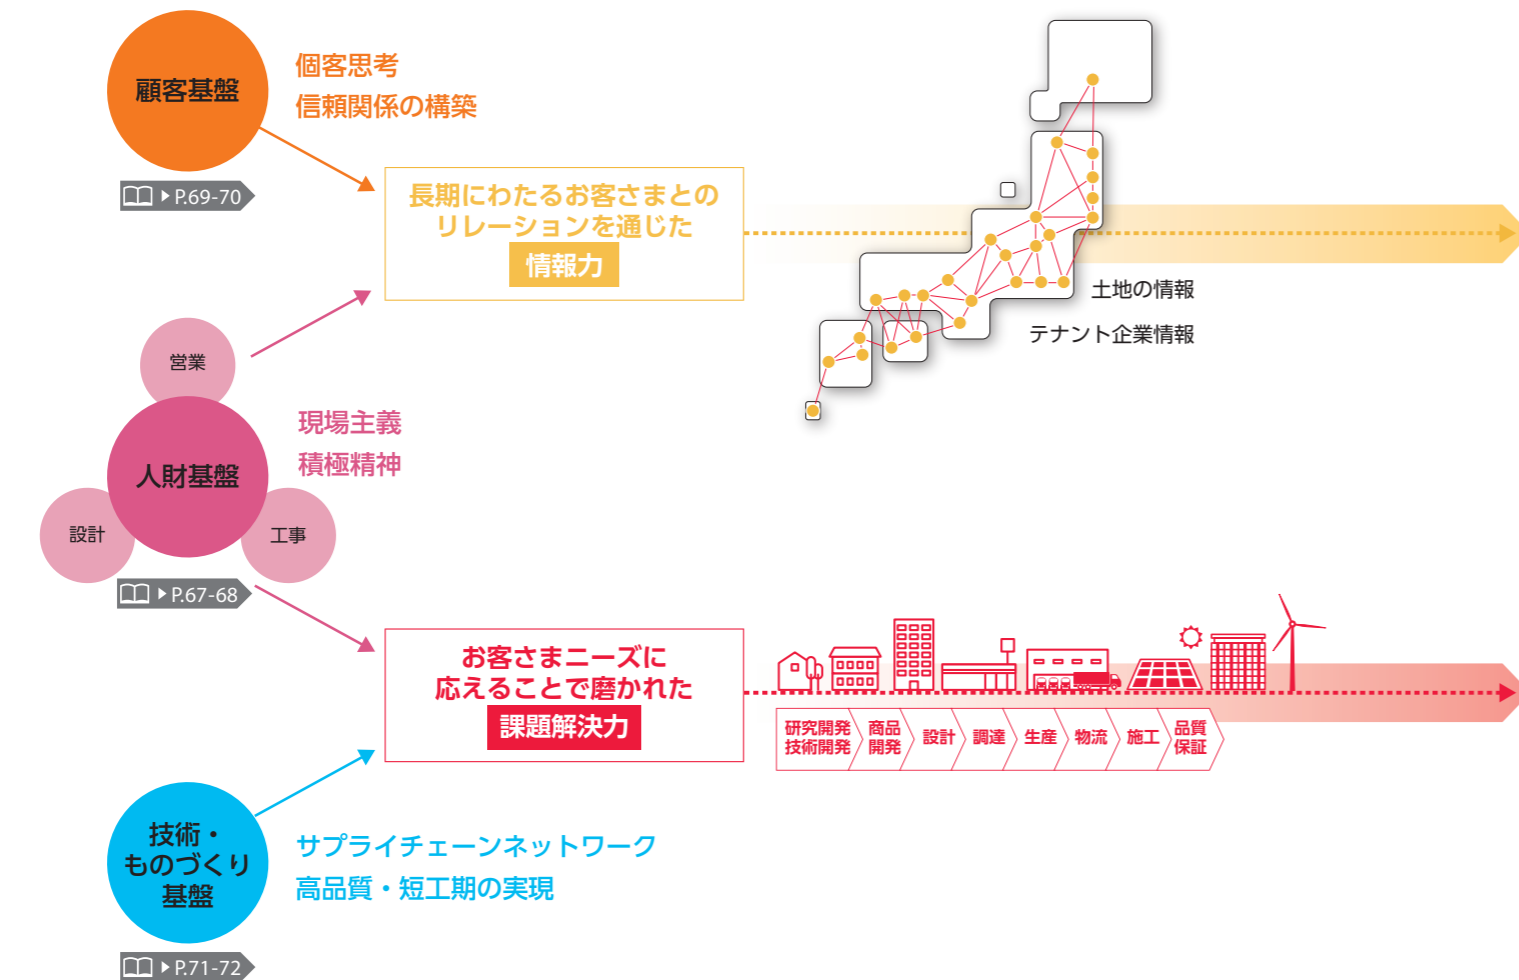 顧客基盤
個客思考
信頼関係の構築
P.69-70
長期にわたるお客さまとの
リレーションを通じた
情報力
土地の情報
テナント企業情報
営業
人財基盤
設計
工事
現場主義
積極精神
P.67-68
お客さまニーズに
応えることで磨かれた
課題解決力
研究開発
技術開発
商品
開発
設計
調達
生産
物流
施工
品質
保証
技術・
ものづくり
基盤
サプライチェーンネットワーク
高品質・短工期の実現
P.71-72